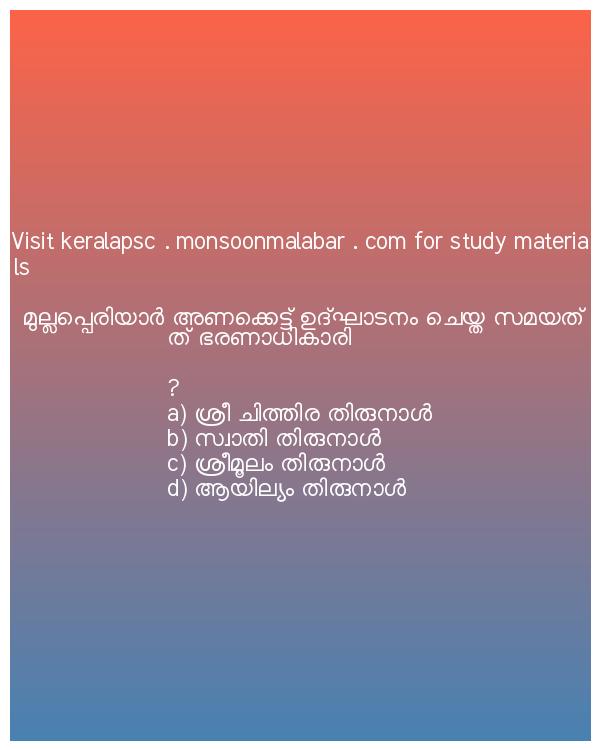 Visit keralapsc . monsoonmalabar . com for study materia
ls
മുല്ലപ്പെരിയാർ അണക്കെട്ട് ഉദ്ഘാടനം ചെയ്ത സമയത്
ത് ഭരണാധികാരി
?
a) ശ്രീ ചിത്തിര തിരുനാൾ
b) സ്വാതി തിരുനാൾ
c) ശ്രീമൂലം തിരുനാൾ
d) ആയില്യം തിരുനാൾ